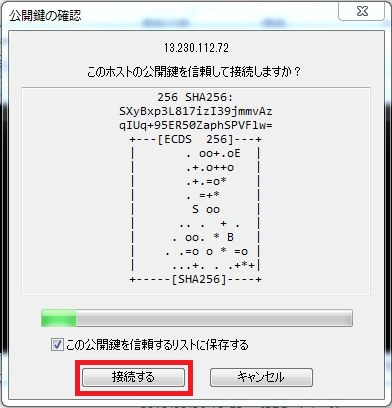 公開鍵の確認
13.230.112.72
このホストの公開鍵を信頼して接続しますか？
256 SHA256:
SXyBxp3L817izI39jmmvAz
qIUq+95ER50ZaphSPVFlw=
+---[ECDS  256]---+
|       . oo+.oE  |
|       .+.o++o   |
|       .+.=o*    |
|       . =+*     |
|        S oo     |
|      .. .  + .  |
|     . oo. * B   |
|    . .=o o * =o |
|     ...+. . .+*+|
+-----[SHA256]----+
この公開鍵を信頼するリストに保存する
接続する キャンセル